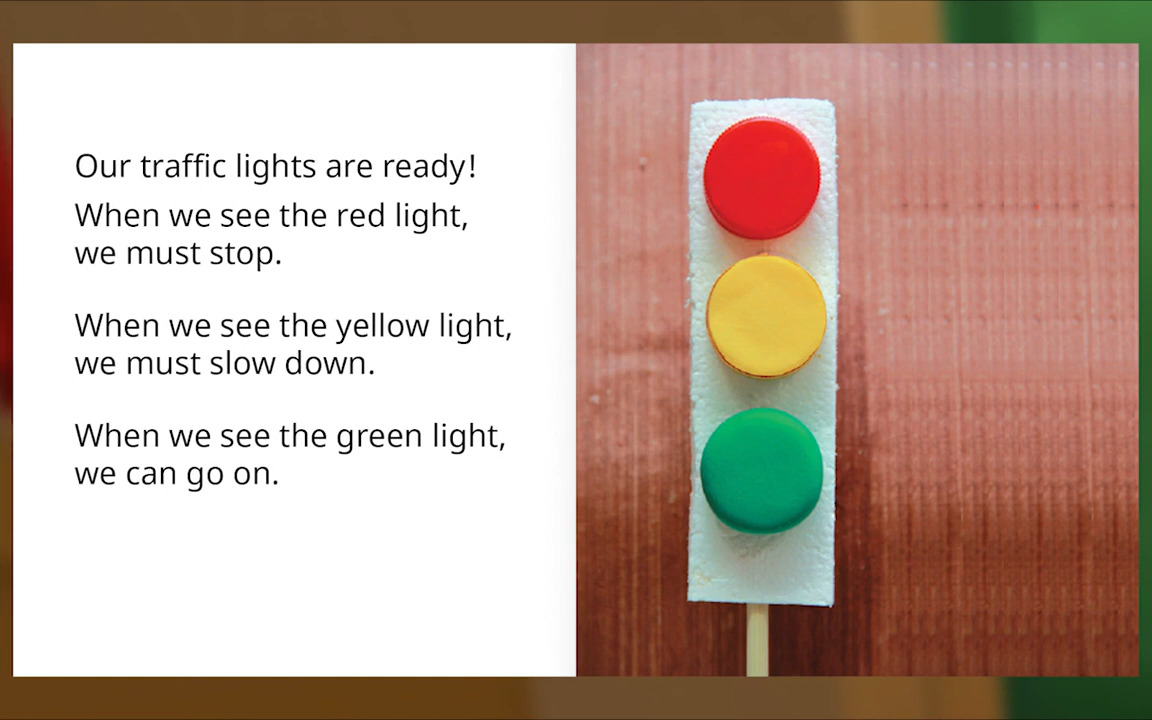 Our traffic lights are ready!
When we see the red light,
we must stop.
When we see the yellow light,
we must slow down.
When we see the green light,
we can go on.